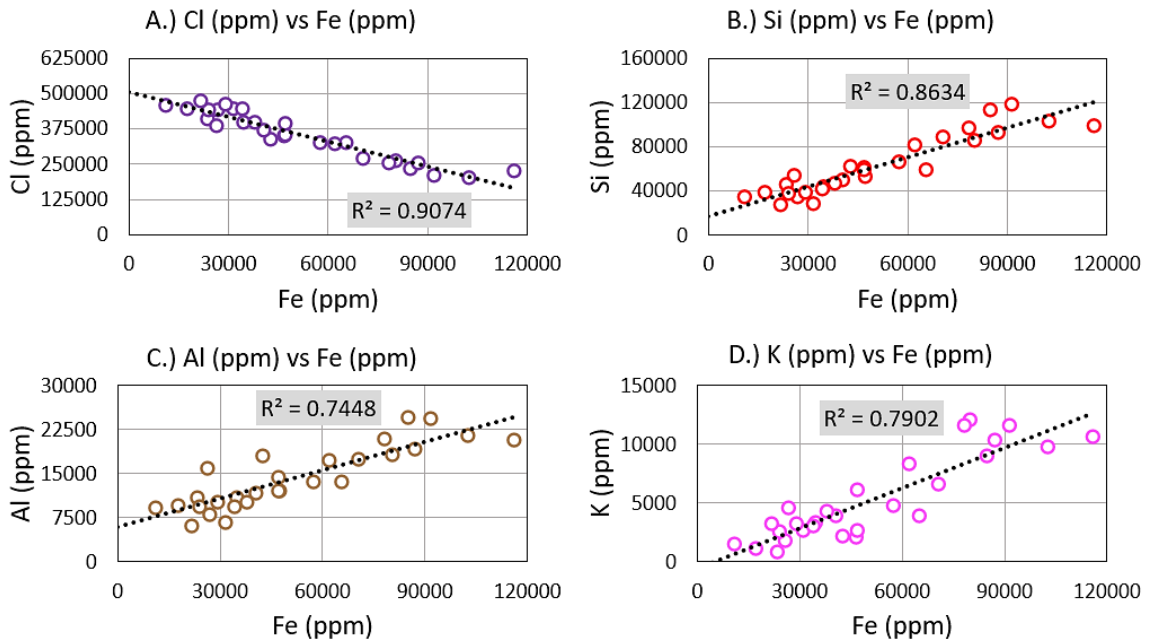 A.) Cl (ppm) vs Fe (ppm)
625000
500000
375000
250000
125000
0
Cl (ppm)
R² = 0.9074
0 30000 60000 90000 120000
Fe (ppm)
B.) Si (ppm) vs Fe (ppm)
160000
120000
80000
40000
0
Si (ppm)
R² = 0.8634
0 30000 60000 90000 120000
Fe (ppm)
C.) Al (ppm) vs Fe (ppm)
30000
22500
15000
7500
0
Al (ppm)
R² = 0.7448
0 30000 60000 90000 120000
Fe (ppm)
D.) K (ppm) vs Fe (ppm)
15000
10000
5000
0
K (ppm)
R² = 0.7902
0 30000 60000 90000 120000
Fe (ppm)